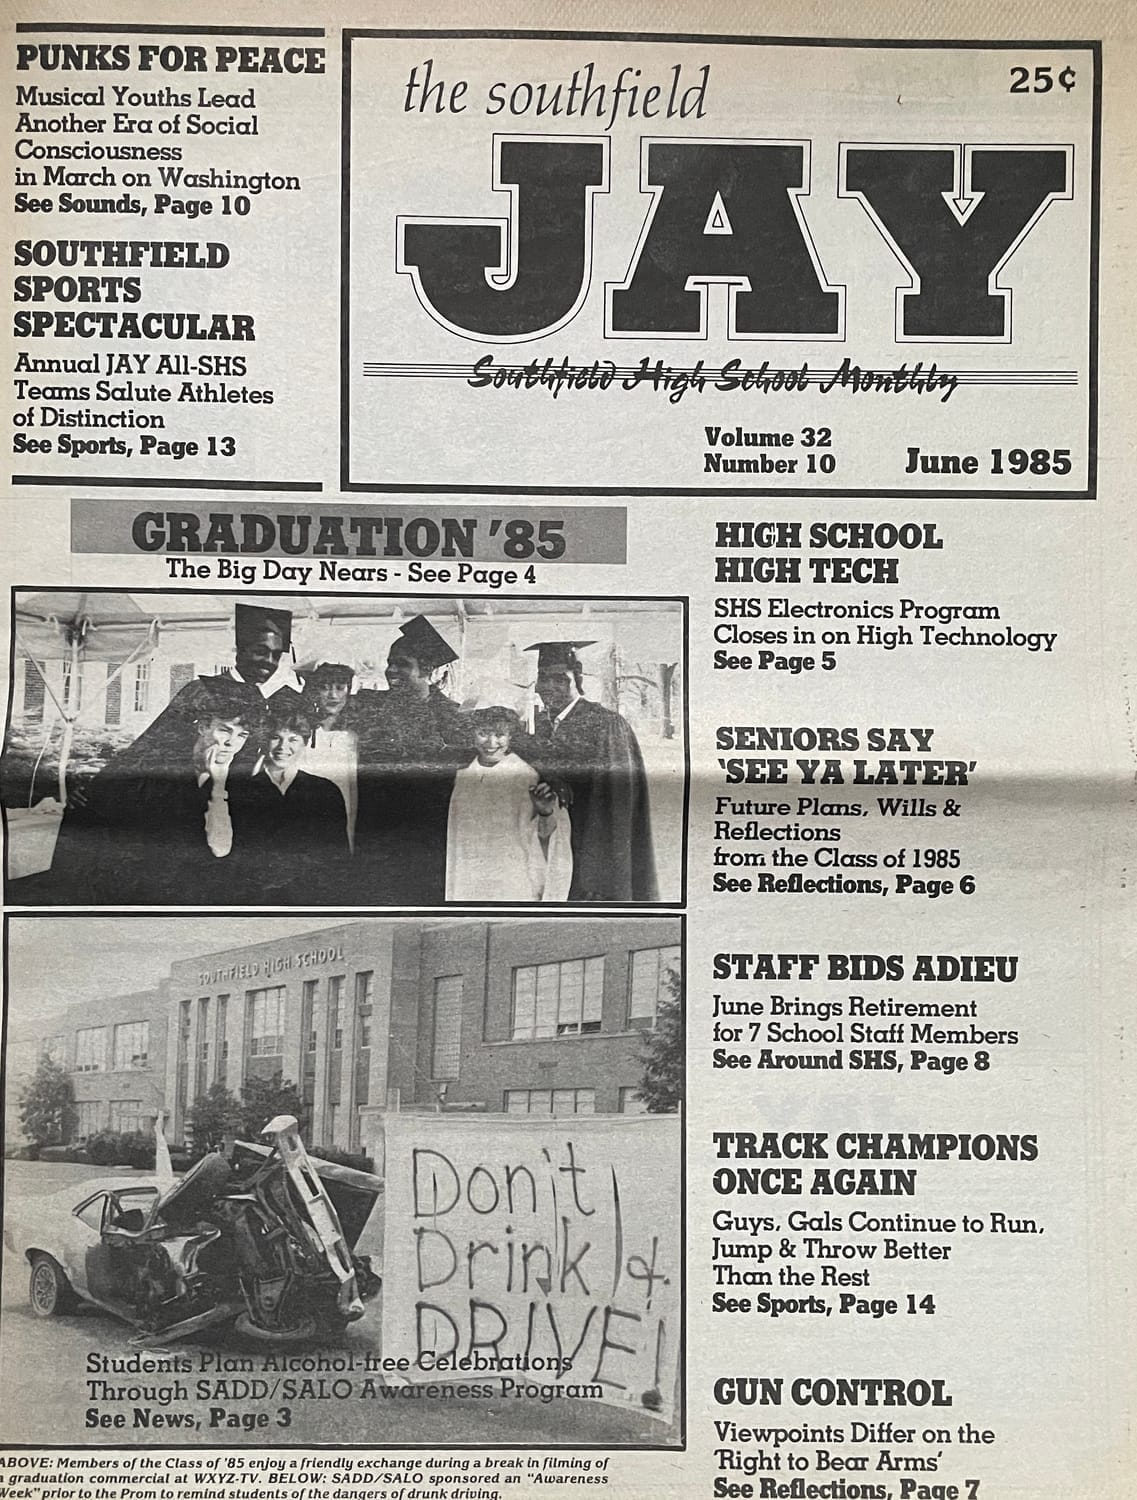 PUNKS FOR PEACE
Musical Youths Lead
Another Era of Social
Consciousness
in March on Washington
See Sounds, Page 10
SOUTHFIELD
SPORTS
SPECTACULAR
Annual JAY All-SHS
Teams Salute Athletes
of Distinction
See Sports, Page 13
the southfield
25¢
JAY
Southfield High School Monthly
Volume 32
Number 10
June 1985
GRADUATION '85
The Big Day Nears - See Page 4
SOUTHFIELD HIGH SCHOOL
Don't
Drink &
DRIVE!
Students Plan Alcohol-free Celebrations
Through SADD/SALO Awareness Program
See News, Page 3
ABOVE: Members of the Class of '85 enjoy a friendly exchange during a break in filming of
a graduation commercial at WXYZ-TV. BELOW: SADD/SALO sponsored an "Awareness
Week" prior to the Prom to remind students of the dangers of drunk driving.
HIGH SCHOOL
HIGH TECH
SHS Electronics Program
Closes in on High Technology
See Page 5
SENIORS SAY
'SEE YA LATER'
Future Plans, Wills &
Reflections
from the Class of 1985
See Reflections, Page 6
STAFF BIDS ADIEU
June Brings Retirement
for 7 School Staff Members
See Around SHS, Page 8
TRACK CHAMPIONS
ONCE AGAIN
Guys, Gals Continue to Run,
Jump & Throw Better
Than the Rest
See Sports, Page 14
GUN CONTROL
Viewpoints Differ on the
'Right to Bear Arms'
See Reflections, Page 7